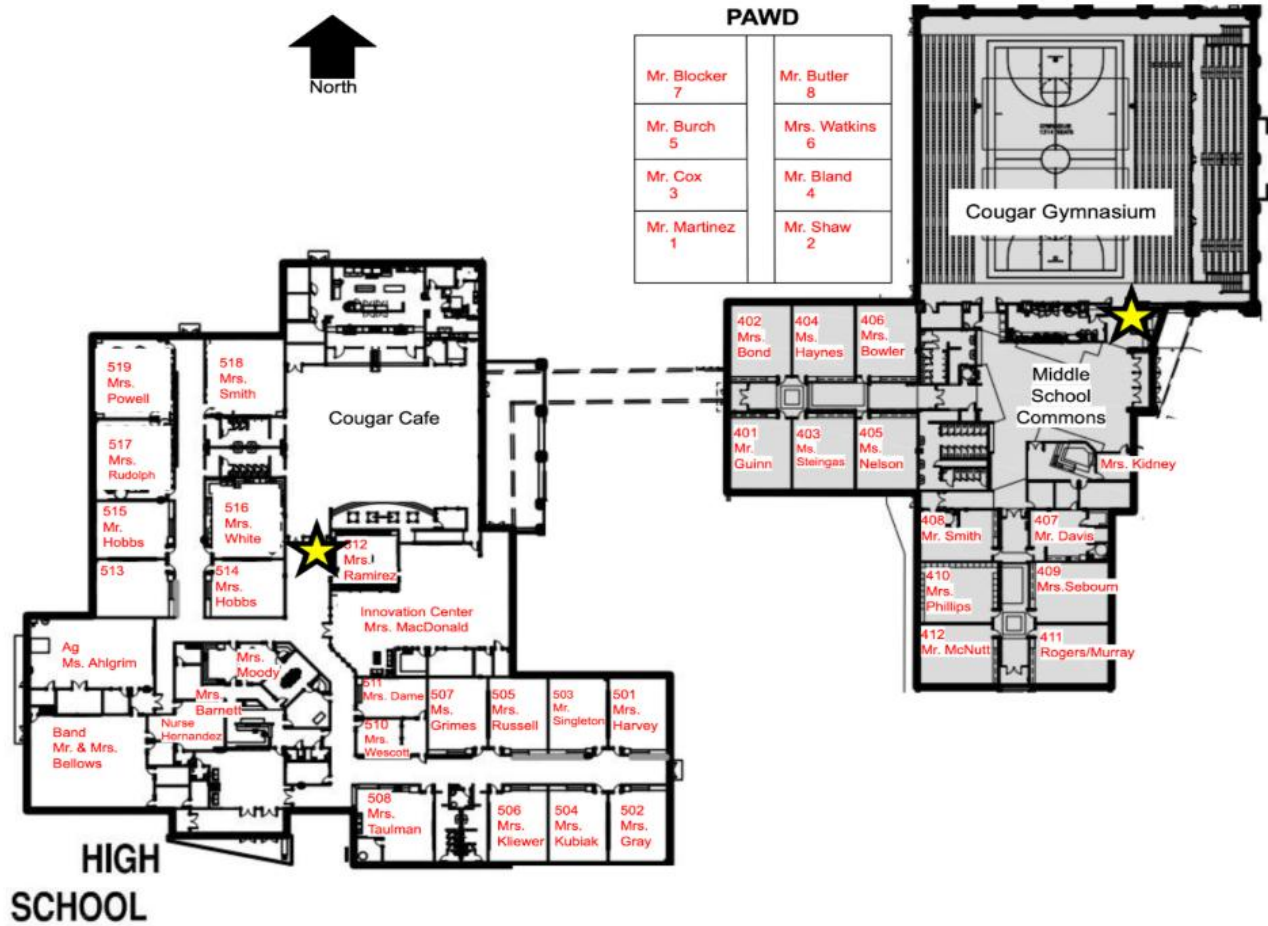 PAWD
North
Mr. Blocker
7
Mr. Butler
8
Mr. Burch
5
Mrs. Watkins
6
Mr. Cox
3
Mr. Bland
4
Mr. Martinez
1
Mr. Shaw
2
Cougar Gymnasium
402
Mrs.
Bond
404
Ms.
Haynes
406
Mrs.
Bowler
401
Mr.
Guinn
403
Ms.
Steingas
405
Ms.
Nelson
Middle
School
Commons
Mrs. Kidney
408
Mr. Smith
407
Mr. Davis
410
Mrs.
Phillips
409
Mrs.Sebourn
412
Mr. McNutt
411
Rogers/Murray
519
Mrs.
Powell
518
Mrs.
Smith
Cougar Cafe
517
Mrs.
Rudolph
516
Mrs.
White
515
Mr.
Hobbs
513
514
Mrs.
Hobbs
512
Mrs.
Ramirez
Innovation Center
Mrs. MacDonald
Ag
Ms. Ahlgrim
Mrs.
Moody
Mrs.
Barnett
Nurse
Hernandez
Band
Mr. & Mrs.
Bellows
511
Mrs. Dame
510
Mrs.
Wescott
507
Ms.
Grimes
505
Mrs.
Russell
503
Mr.
Singleton
501
Mrs.
Harvey
508
Mrs.
Taulman
506
Mrs.
Kliewer
504
Mrs.
Kubiak
502
Mrs.
Gray
HIGH
SCHOOL